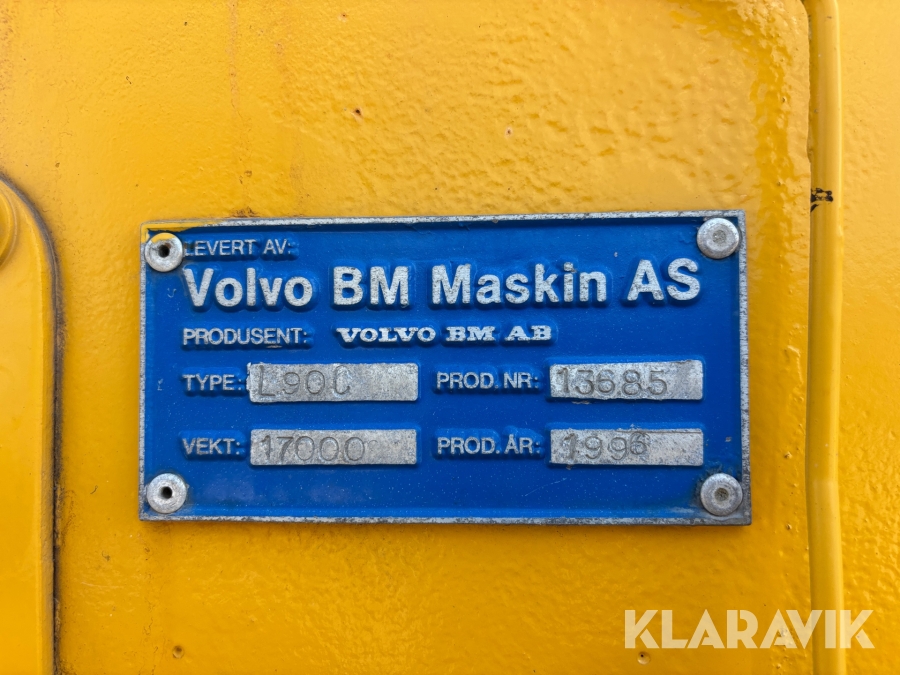 LEVERT AV:
Volvo BM Maskin AS
PRODUSENT: VOLVO BM AB
TYPE: L90C PROD. NR: 13685
VEKT: 17000 PROD. ÅR: 1996
KLARAVIK